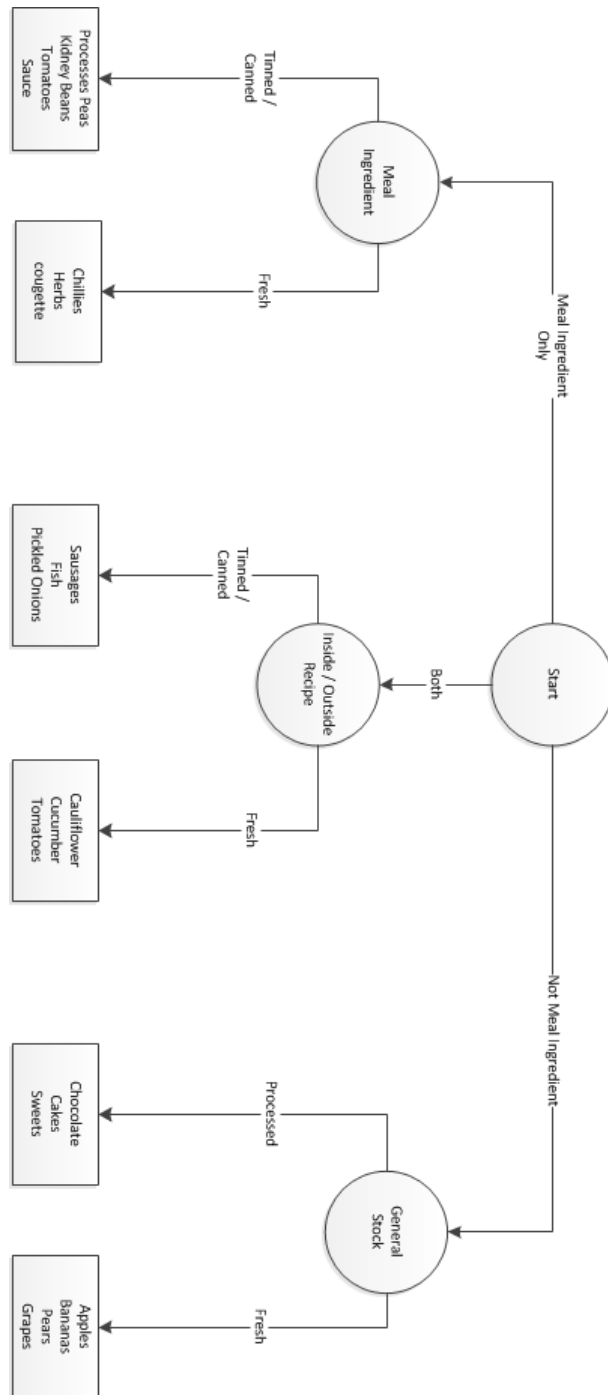 Start
Meal Ingredient
Only
Both
Not Meal Ingredient
Meal
Ingredient
Inside / Outside
Recipe
General
Stock
Tinned /
Canned
Fresh
Tinned /
Canned
Fresh
Processed
Fresh
Processes Peas
Kidney Beans
Tomatoes
Sauce
Chillies
Herbs
cougette
Sausages
Fish
Pickled Onions
Cauliflower
Cucumber
Tomatoes
Chocolate
Cakes
Sweets
Apples
Bananas
Pears
Grapes